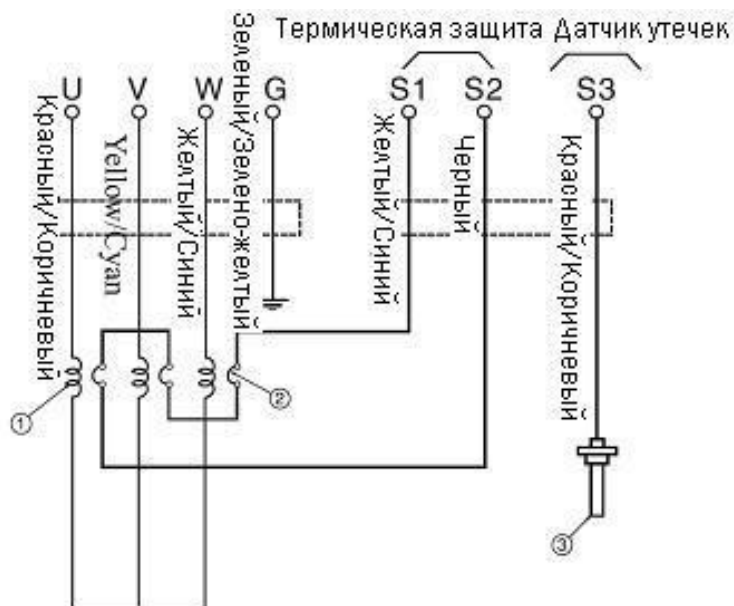 Термическая защита Датчик утечек
U V W G S1 S2 S3
Красный/Коричневый
Yellow/Cyan
Желтый/Синий
Зеленый/Зелено-желтый
Желтый/Синий
Черный
Красный/Коричневый
1
2
3